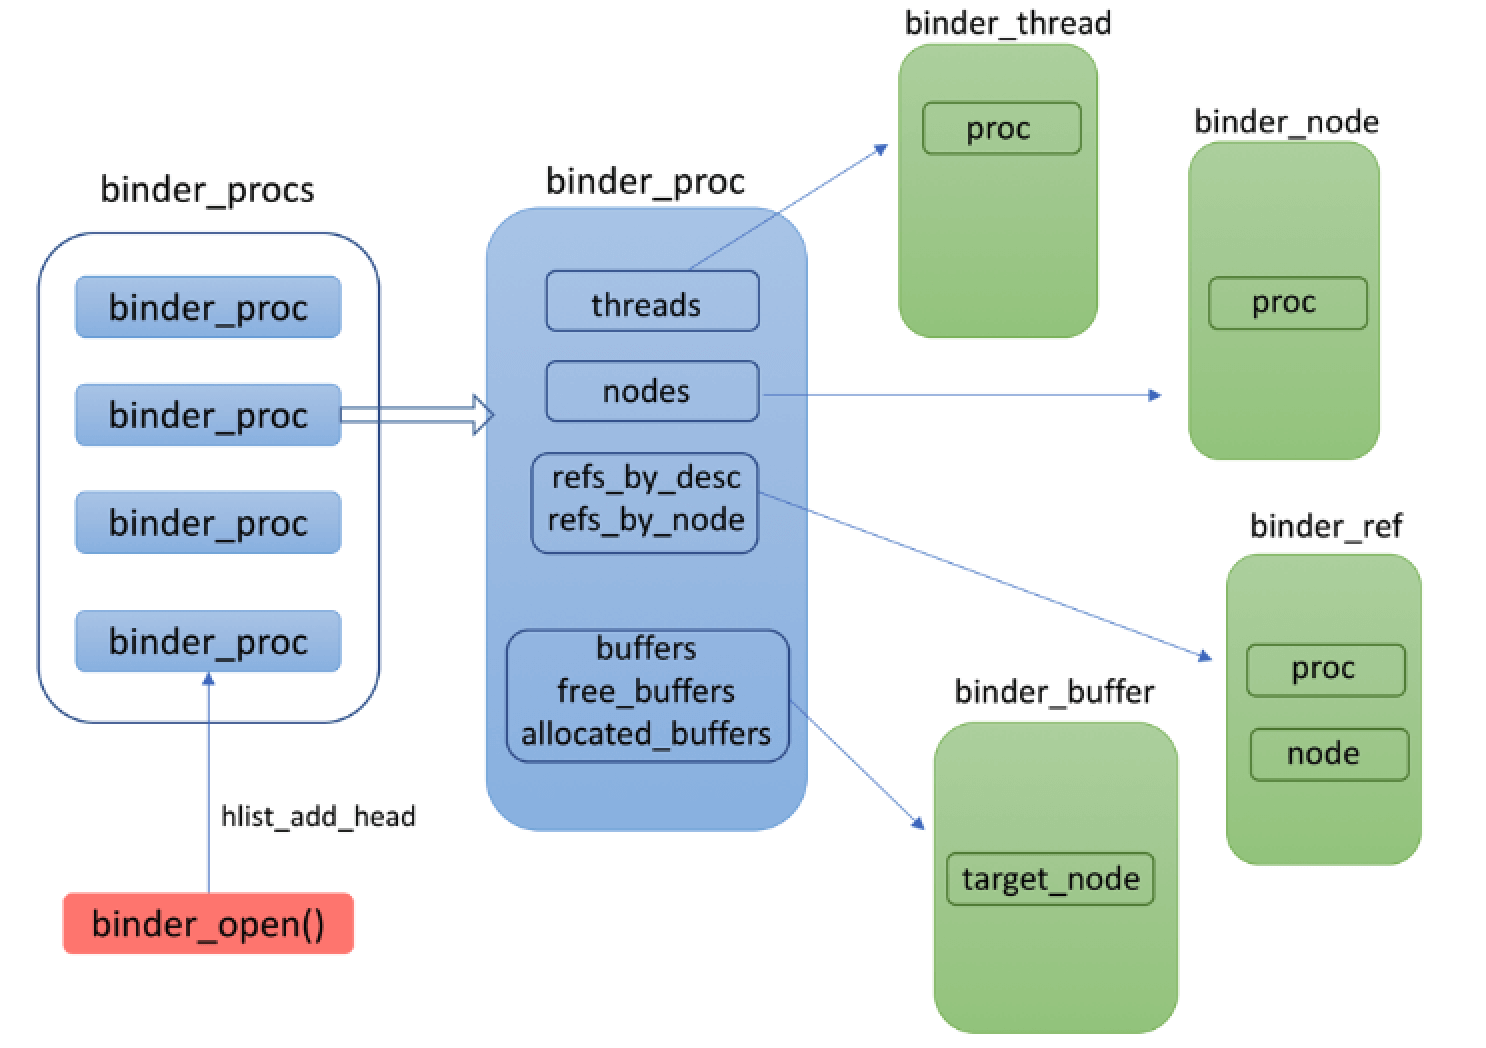 binder_procs
binder_proc
binder_proc
binder_proc
binder_proc
hlist_add_head
binder_open()
binder_proc
threads
nodes
refs_by_desc
refs_by_node
buffers
free_buffers
allocated_buffers
binder_thread
proc
binder_node
proc
binder_ref
proc
node
binder_buffer
target_node